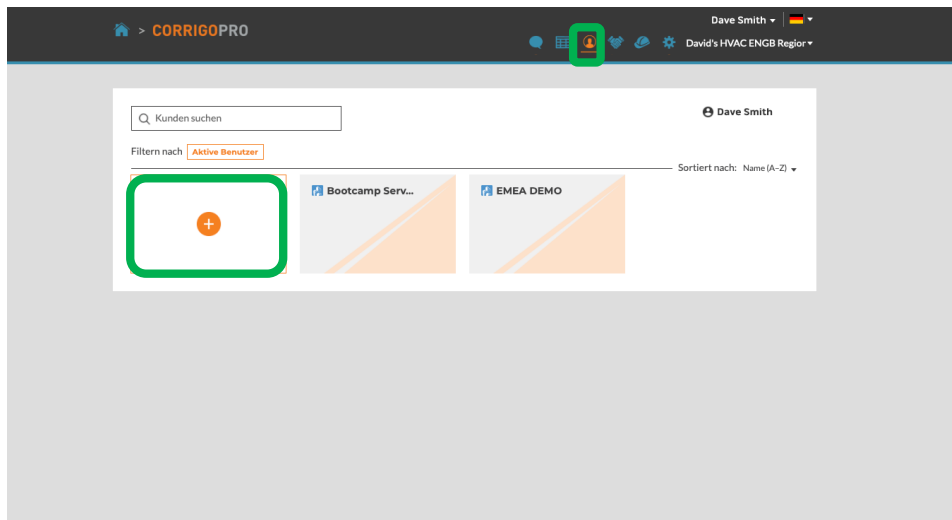 Dave Smith
> CORRIGOPRO
David's HVAC ENGB Regior
Kunden suchen
Dave Smith
Filtern nach Aktive Benutzer
Sortiert nach: Name (A-Z)
Bootcamp Serv...
EMEA DEMO